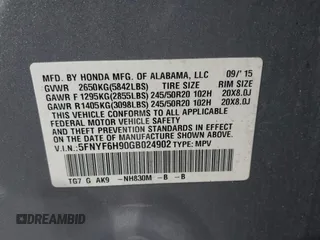 MFD. BY HONDA MFG. OF ALABAMA, LLC 09/'15
GVWR 2650KG(5842LBS) TIRE SIZE RIM SIZE
GAWR F 1295KG(2855LBS) 245/50R20 102H 20X8.0J
GAWR R 1405KG(3098LBS) 245/50R20 102H 20X8.0J
THIS VEHICLE CONFORMS TO ALL APPLICABLE FEDERAL MOTOR
VEHICLE SAFETY AND THEFT PREVENTION STANDARDS IN EFFECT
ON THE DATE OF MANUFACTURE SHOWN ABOVE.
V.I.N.: 5FNYF6H90GB024902 TYPE: MPV
TG7 G AK9 -NH830M -B -B
DREAMBID